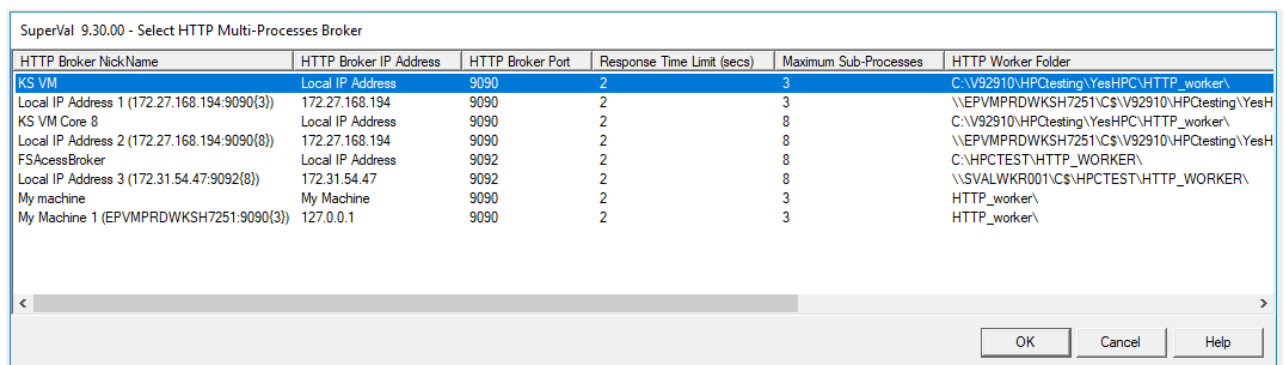 SuperVal 9.30.00 - Select HTTP Multi-Processes Broker
HTTP Broker NickName HTTP Broker IP Address HTTP Broker Port Response Time Limit (secs) Maximum Sub-Processes HTTP Worker Folder
KS VM Local IP Address 9090 2 3 C:\V92910\HPCtesting\YesHPC\HTTP_worker\
Local IP Address 1 (172.27.168.194:9090{3}) 172.27.168.194 9090 2 3 \\EPVMPRDWKSH7251\C$\V92910\HPCtesting\YesH
KS VM Core 8 Local IP Address 9090 2 8 C:\V92910\HPCtesting\YesHPC\HTTP_worker\
Local IP Address 2 (172.27.168.194:9090{8}) 172.27.168.194 9090 2 8 \\EPVMPRDWKSH7251\C$\V92910\HPCtesting\YesH
FSAcessBroker Local IP Address 9092 2 8 C:\HPCTEST\HTTP_WORKER\
Local IP Address 3 (172.31.54.47:9092{8}) 172.31.54.47 9092 2 8 \\SVALWKR001\C$\HPCTEST\HTTP_WORKER\
My machine My Machine 9090 2 3 HTTP_worker\
My Machine 1 (EPVMPRDWKSH7251:9090{3}) 127.0.0.1 9090 2 3 HTTP_worker\
OK Cancel Help